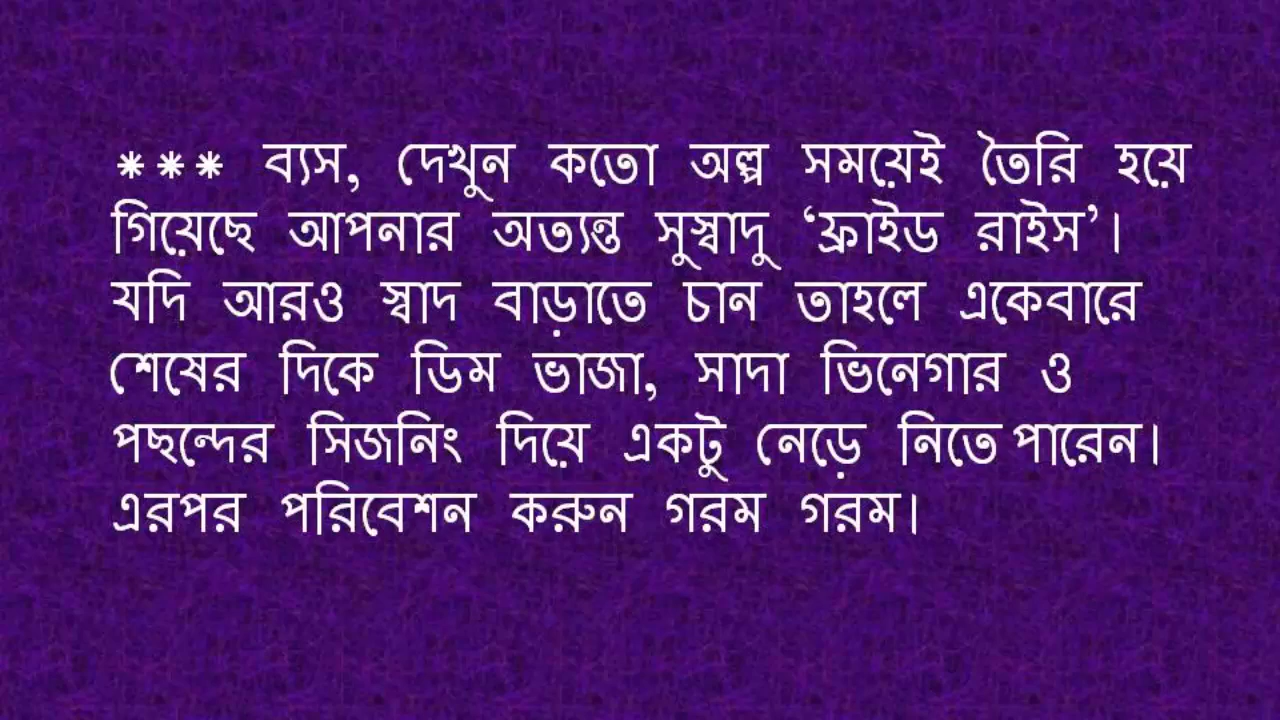 *** ব্যস, দেখুন কতো অল্প সময়েই তৈরি হয়ে
গিয়েছে আপনার অত্যন্ত সুস্বাদু ‘ফ্রাইড রাইস’।
যদি আরও স্বাদ বাড়াতে চান তাহলে একেবারে
শেষের দিকে ডিম ভাজা, সাদা ভিনেগার ও
পছন্দের সিজনিং দিয়ে একটু নেড়ে নিতে পারেন।
এরপর পরিবেশন করুন গরম গরম।